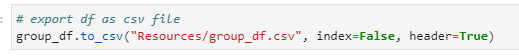 # export df as csv file
group_df.to_csv("Resources/group_df.csv", index=False, header=True)